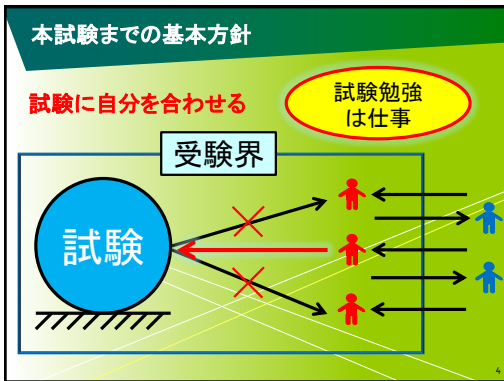 本試験までの基本方針
試験に自分を合わせる
試験勉強
は仕事
受験界
試験
4